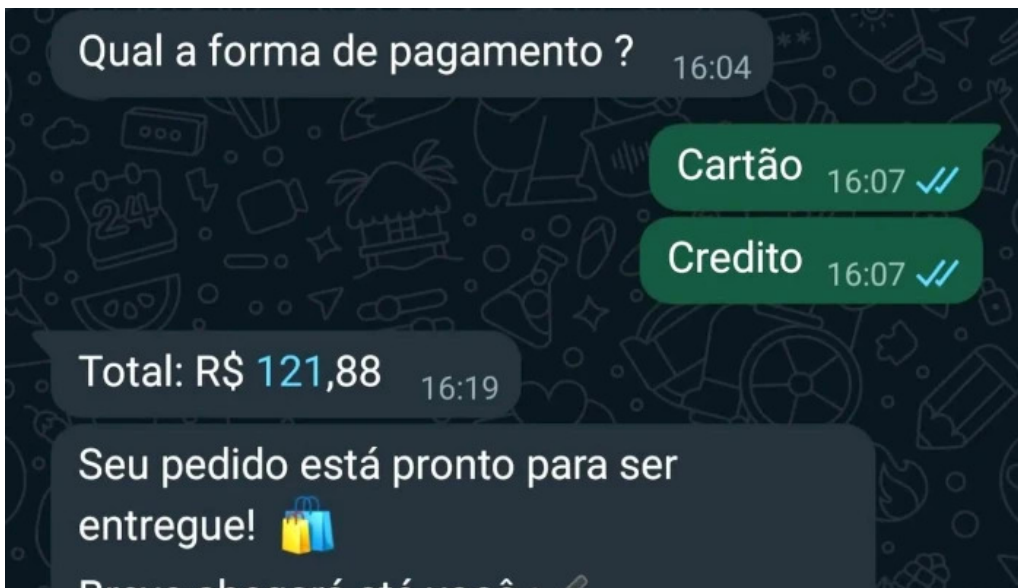 Qual a forma de pagamento ? 16:04
Cartão 16:07
Credito 16:07
Total: R$ 121,88 16:19
Seu pedido está pronto para ser
entregue! 🛍️